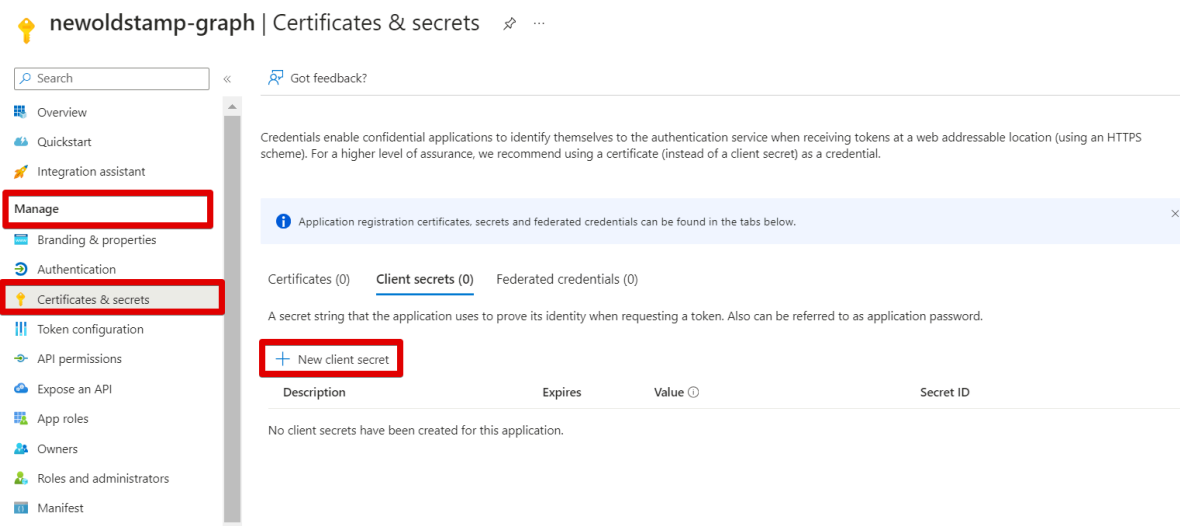 newoldstamp-graph | Certificates & secrets
Search
Overview
Quickstart
Integration assistant
Manage
Branding & properties
Authentication
Certificates & secrets
Token configuration
API permissions
Expose an API
App roles
Owners
Roles and administrators
Manifest
Got feedback?
Credentials enable confidential applications to identify themselves to the authentication service when receiving tokens at a web addressable location (using an HTTPS
scheme). For a higher level of assurance, we recommend using a certificate (instead of a client secret) as a credential.
Application registration certificates, secrets and federated credentials can be found in the tabs below.
Certificates (0) Client secrets (0) Federated credentials (0)
A secret string that the application uses to prove its identity when requesting a token. Also can be referred to as application password.
New client secret
Description Expires Value Secret ID
No client secrets have been created for this application.